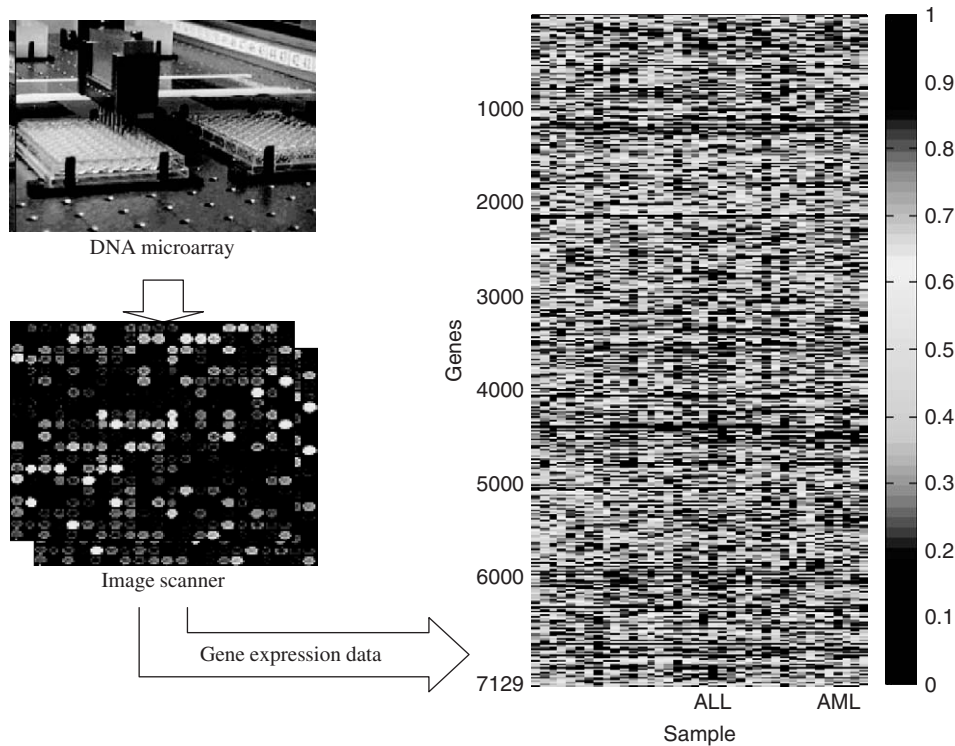 DNA microarray
Image scanner
Gene expression data
Genes
1000
2000
3000
4000
5000
6000
7129
ALL
AML
Sample
1
0.9
0.8
0.7
0.6
0.5
0.4
0.3
0.2
0.1
0